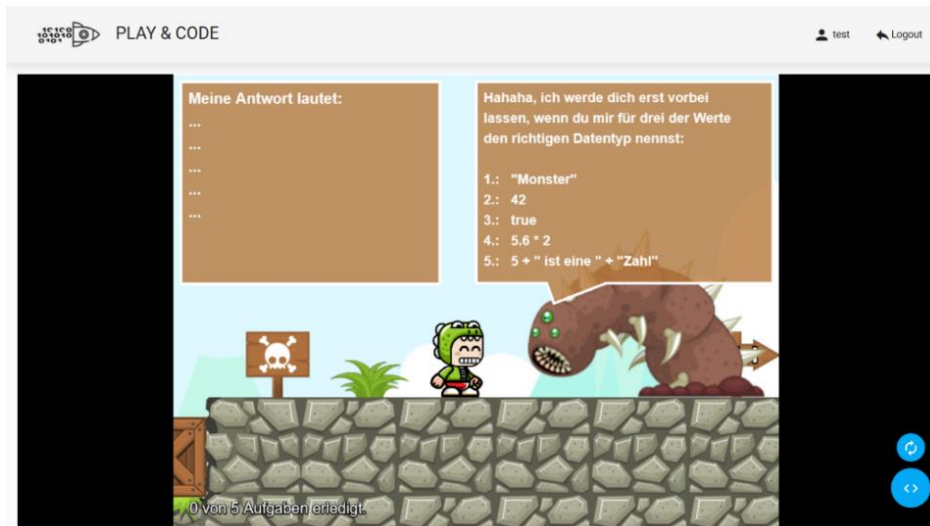 PLAY & CODE
test
Logout
Meine Antwort lautet:
...
...
...
...
...
Hahaha, ich werde dich erst vorbei
lassen, wenn du mir für drei der Werte
den richtigen Datentyp nennst:
1.: "Monster"
2.: 42
3.: true
4.: 5.6 * 2
5.: 5 + " ist eine " + "Zahl"
0 von 5 Aufgaben erledigt.